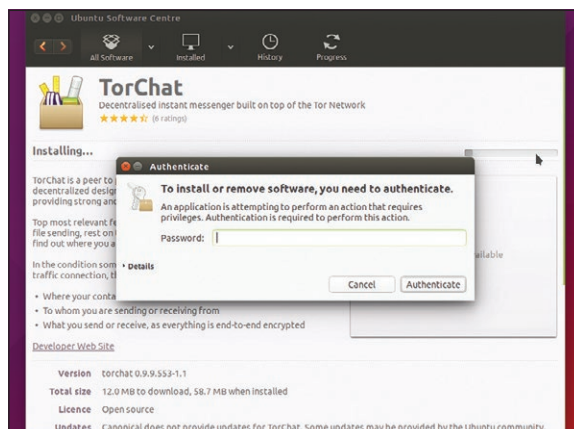 Ubuntu Software Centre
All Software
Installed
History
Progress
TorChat
Decentralised instant messenger built on top of the Tor Network
(6 ratings)
Installing...
TorChat is a peer to
decentralized design
providing strong and
Top most relevant fe
file sending, rest on
find out where you a
In the condition som
traffic connection, th
• Where your conta
• To whom you are sending or receiving from
• What you send or receive, as everything is end-to-end encrypted
Developer Web Site
Version torchat 0.9.9.553-1.1
Total size 12.0 MB to download, 58.7 MB when installed
Licence Open source
Updates Canonical does not provide updates for TorChat. Some updates may be provided by the Ubuntu community
ailable
Authenticate
To install or remove software, you need to authenticate.
An application is attempting to perform an action that requires
privileges. Authentication is required to perform this action.
Password:
Details
Cancel
Authenticate